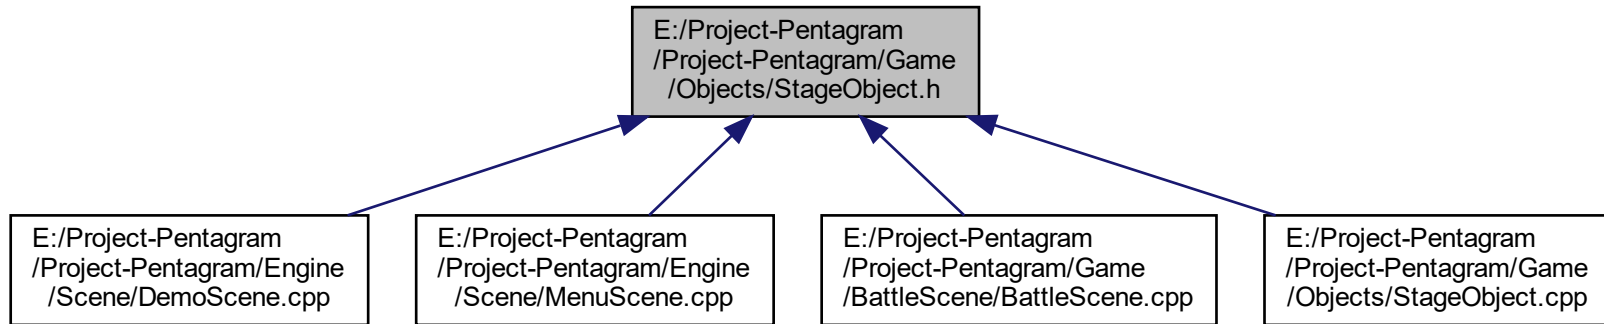 E:/Project-Pentagram
/Project-Pentagram/Game
/Objects/StageObject.h
E:/Project-Pentagram
/Project-Pentagram/Engine
/Scene/DemoScene.cpp
E:/Project-Pentagram
/Project-Pentagram/Engine
/Scene/MenuScene.cpp
E:/Project-Pentagram
/Project-Pentagram/Game
/BattleScene/BattleScene.cpp
E:/Project-Pentagram
/Project-Pentagram/Game
/Objects/StageObject.cpp